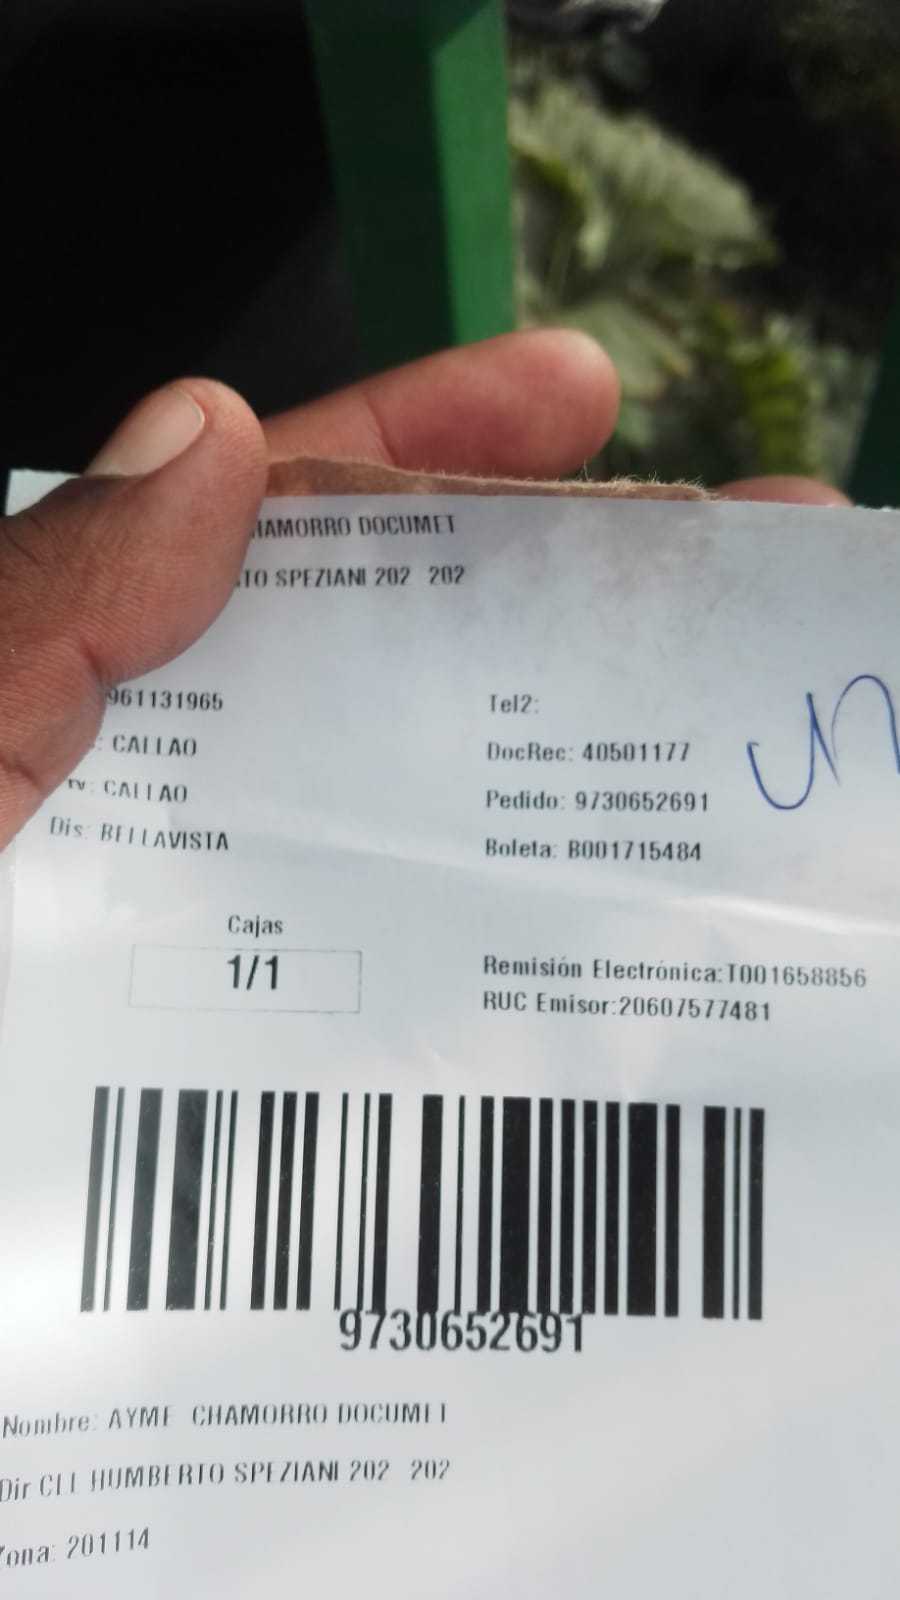 HAMORRO DOCUMET
TO SPEZIANI 202 202
961131965
Tel2:
: CALLAO
DocRec: 40501177
rv: CALLAO
Pedido: 9730652691
Dis: BELLAVISTA
Boleta: B001715484
Cajas
1/1
Remisión Electrónica:T001658856
RUC Emisor:20607577481
9730652691
Nombre: AYME CHAMORRO DOCUMET
Dir CLL HUMBERTO SPEZIANI 202 202
Zona: 201114